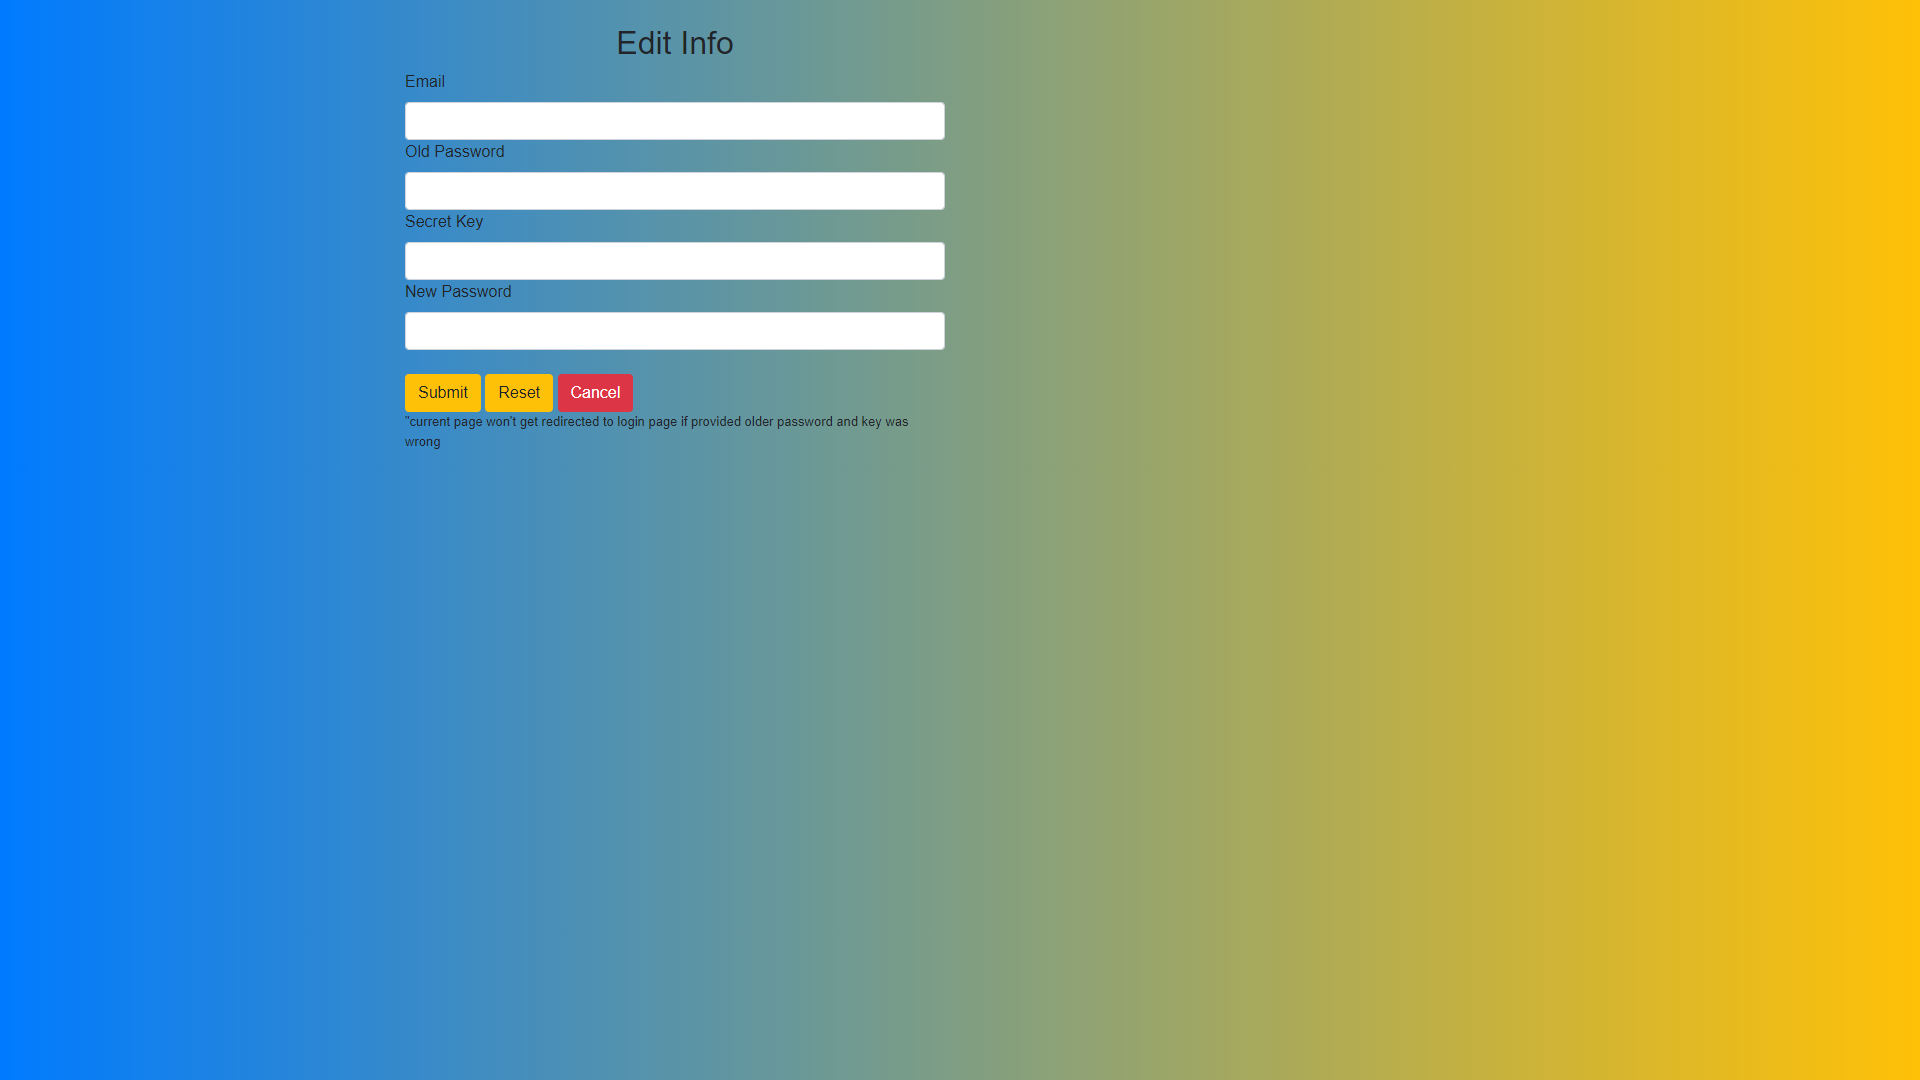 Edit Info
Email
Old Password
Secret Key
New Password
Submit Reset Cancel
"current page won't get redirected to login page if provided older password and key was
wrong